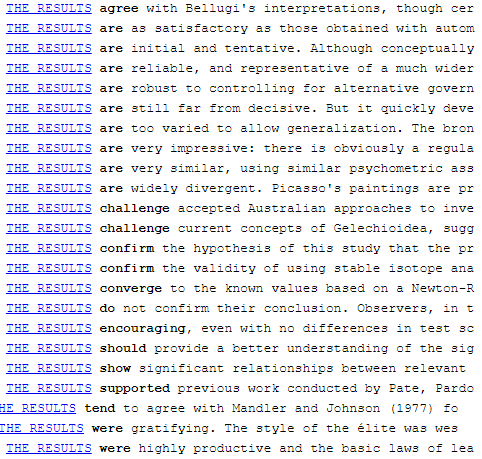 THE RESULTS agree with Bellugi's interpretations, though cer
THE RESULTS are as satisfactory as those obtained with autom
THE RESULTS are initial and tentative. Although conceptually
THE RESULTS are reliable, and representative of a much wider
THE RESULTS are robust to controlling for alternative govern
THE RESULTS are still far from decisive. But it quickly deve
THE RESULTS are too varied to allow generalization. The bron
THE RESULTS are very impressive: there is obviously a regula
THE RESULTS are very similar, using similar psychometric ass
THE RESULTS are widely divergent. Picasso's paintings are pr
THE RESULTS challenge accepted Australian approaches to inve
THE RESULTS challenge current concepts of Gelechioidea, sugg
THE RESULTS confirm the hypothesis of this study that the pr
THE RESULTS confirm the validity of using stable isotope ana
THE RESULTS converge to the known values based on a Newton-R
THE RESULTS do not confirm their conclusion. Observers, in t
THE RESULTS encouraging, even with no differences in test sc
THE RESULTS should provide a better understanding of the sig
THE RESULTS show significant relationships between relevant
THE RESULTS supported previous work conducted by Pate, Pardo
HE RESULTS tend to agree with Mandler and Johnson (1977) fo
THE RESULTS were gratifying. The style of the élite was wes
THE RESULTS were highly productive and the basic laws of lea